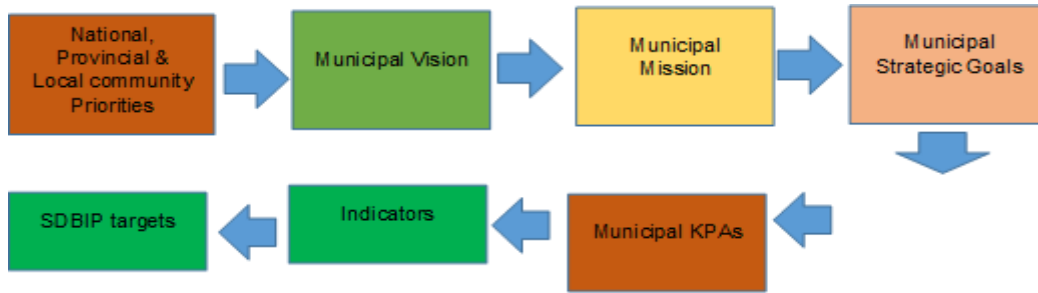 National,
Provincial &
Local community
Priorities
Municipal Vision
Municipal
Mission
Municipal
Strategic Goals
SDBIP targets
Indicators
Municipal KPAs